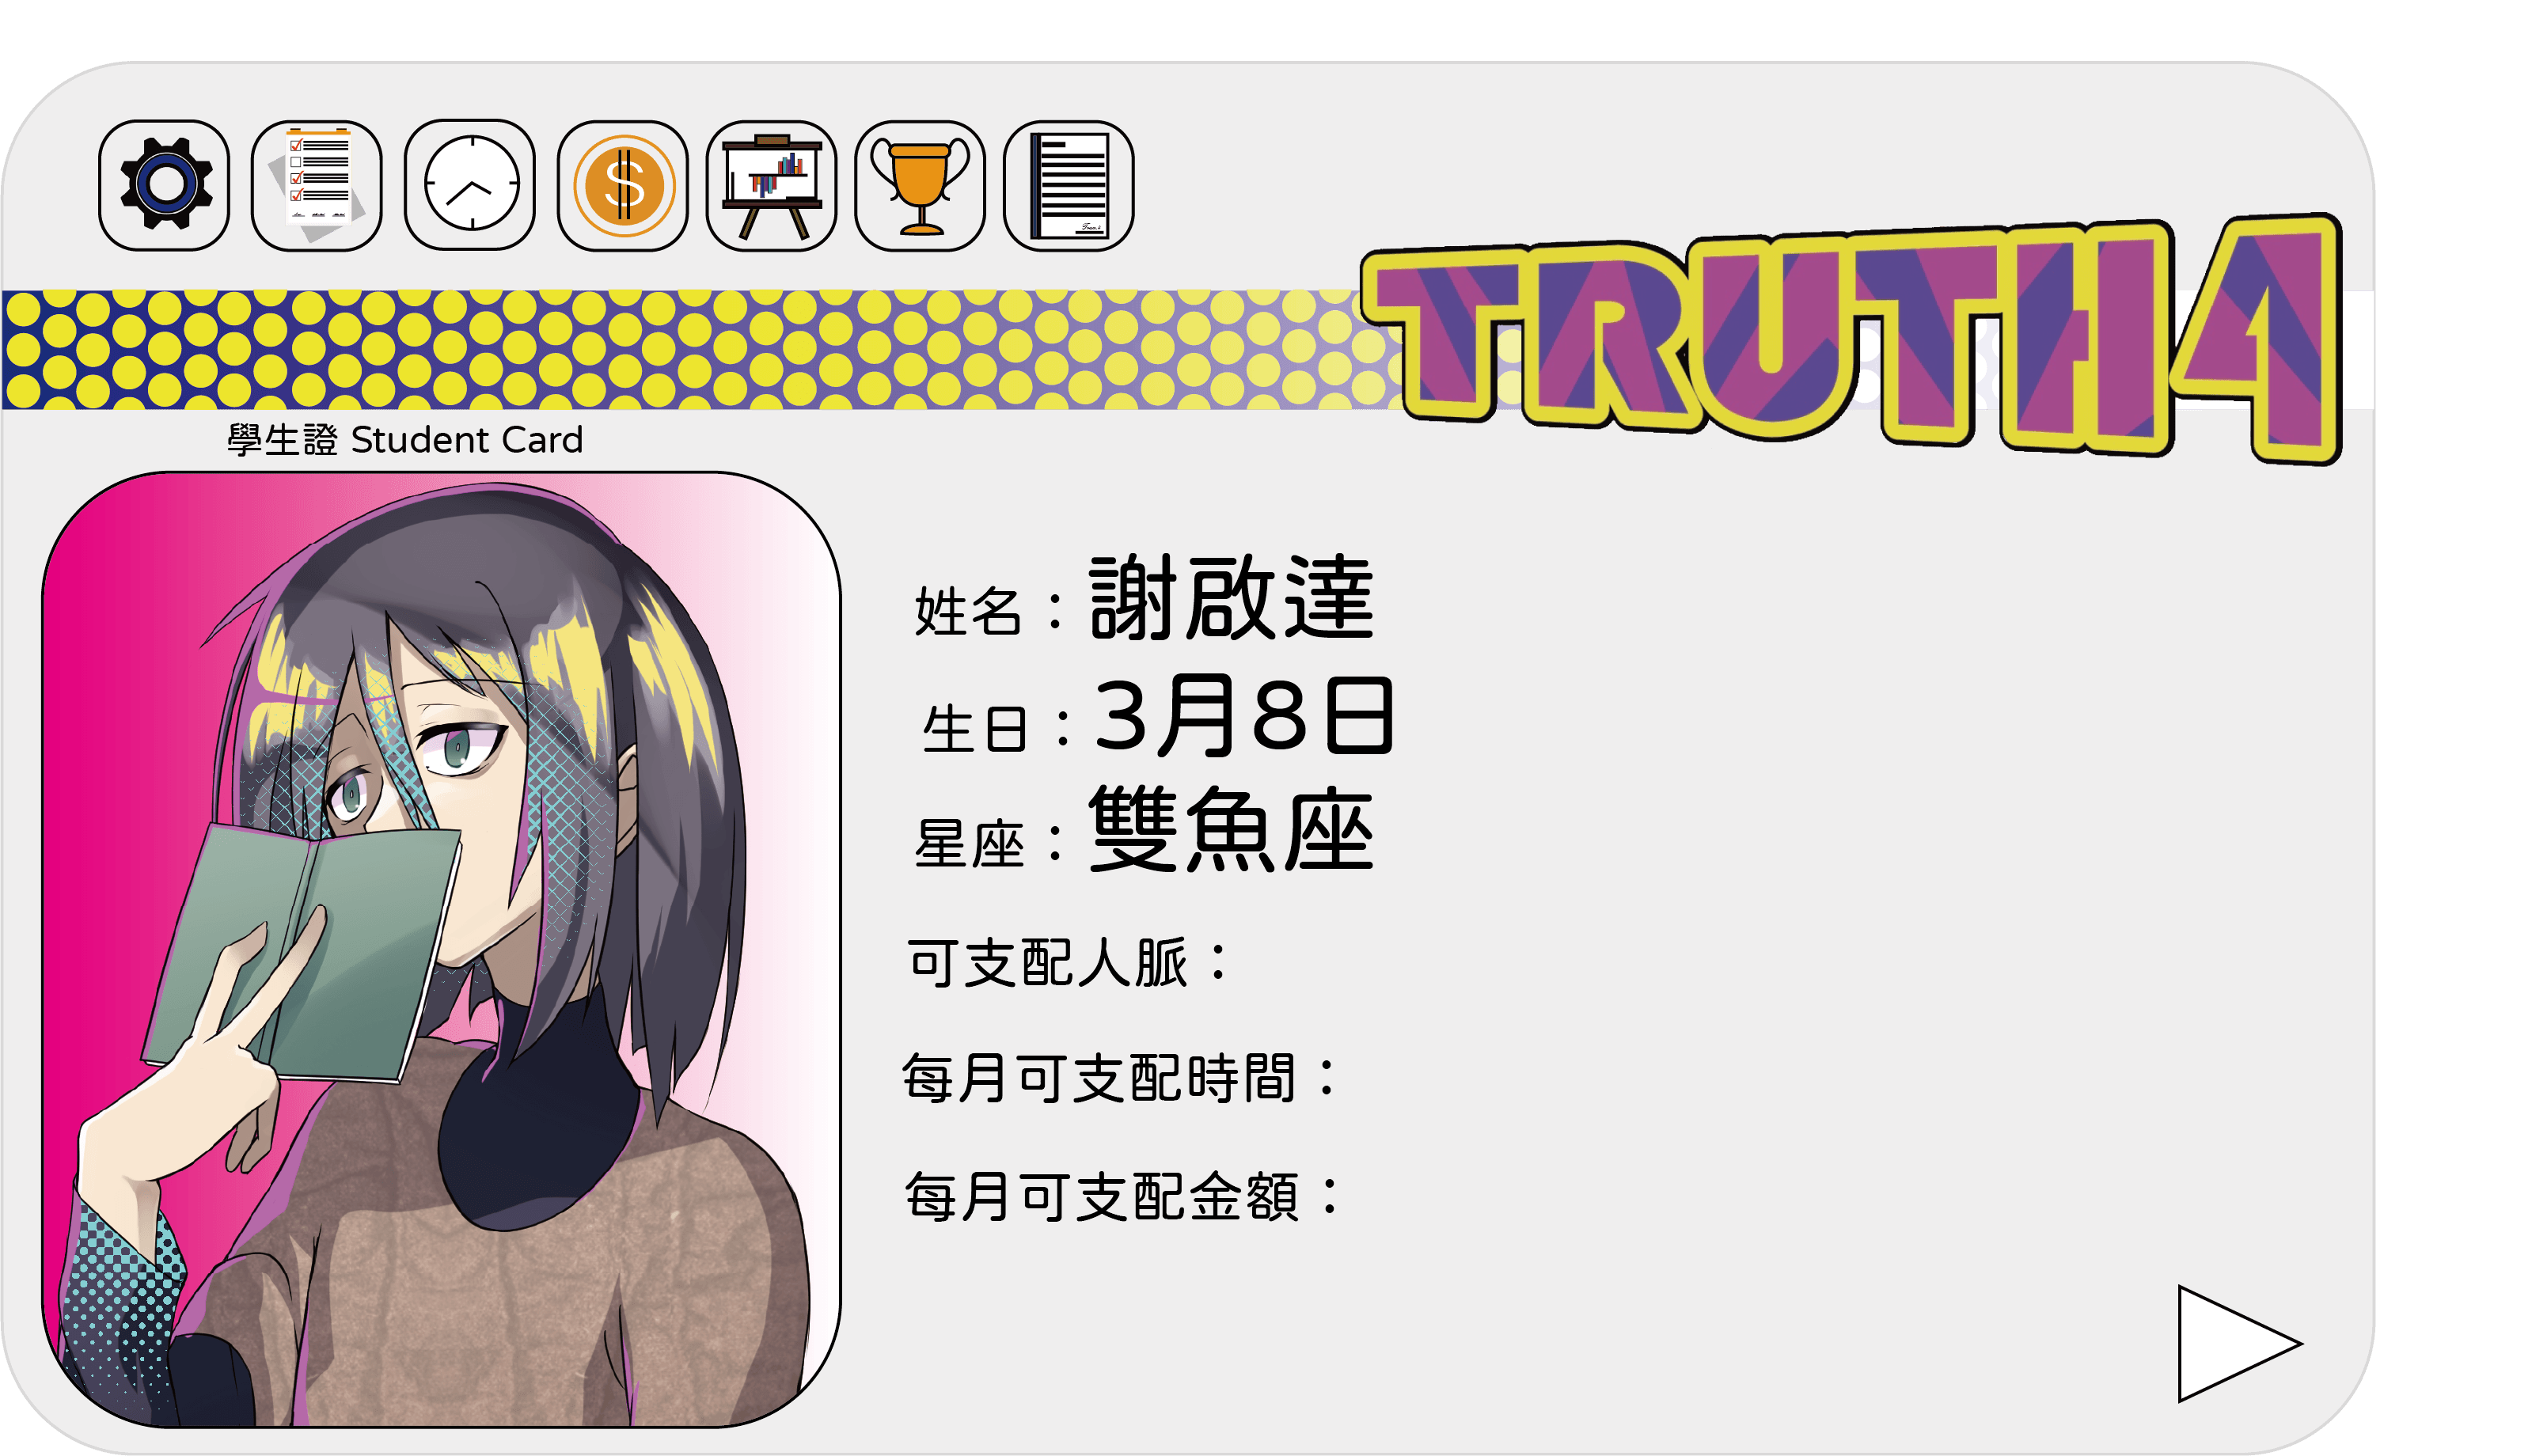 TRUTH4
學生證 Student Card
姓名：謝啟達
生日：3月8日
星座：雙魚座
可支配人脈：
每月可支配時間：
每月可支配金額：